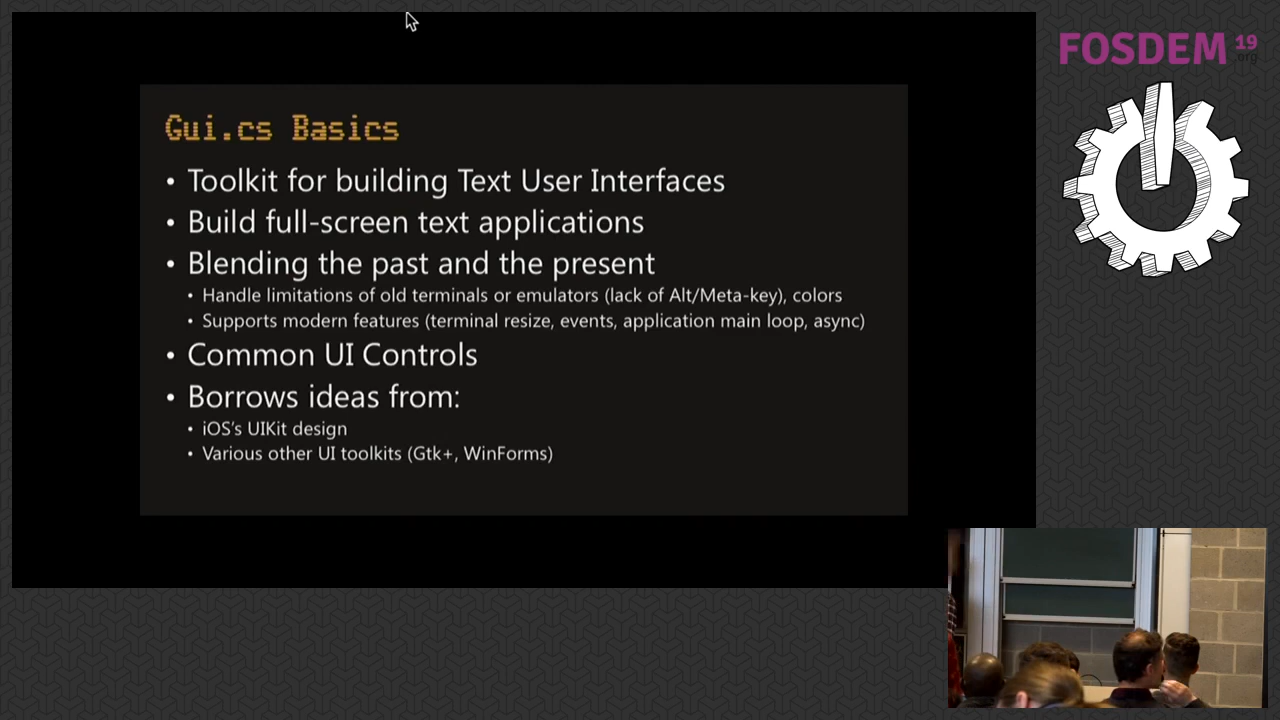 Gui.cs Basics
• Toolkit for building Text User Interfaces
• Build full-screen text applications
• Blending the past and the present
• Handle limitations of old terminals or emulators (lack of Alt/Meta-key), colors
• Supports modern features (terminal resize, events, application main loop, async)
• Common UI Controls
• Borrows ideas from:
• iOS's UIKit design
• Various other UI toolkits (Gtk+, WinForms)
FOSDEM 19
.org